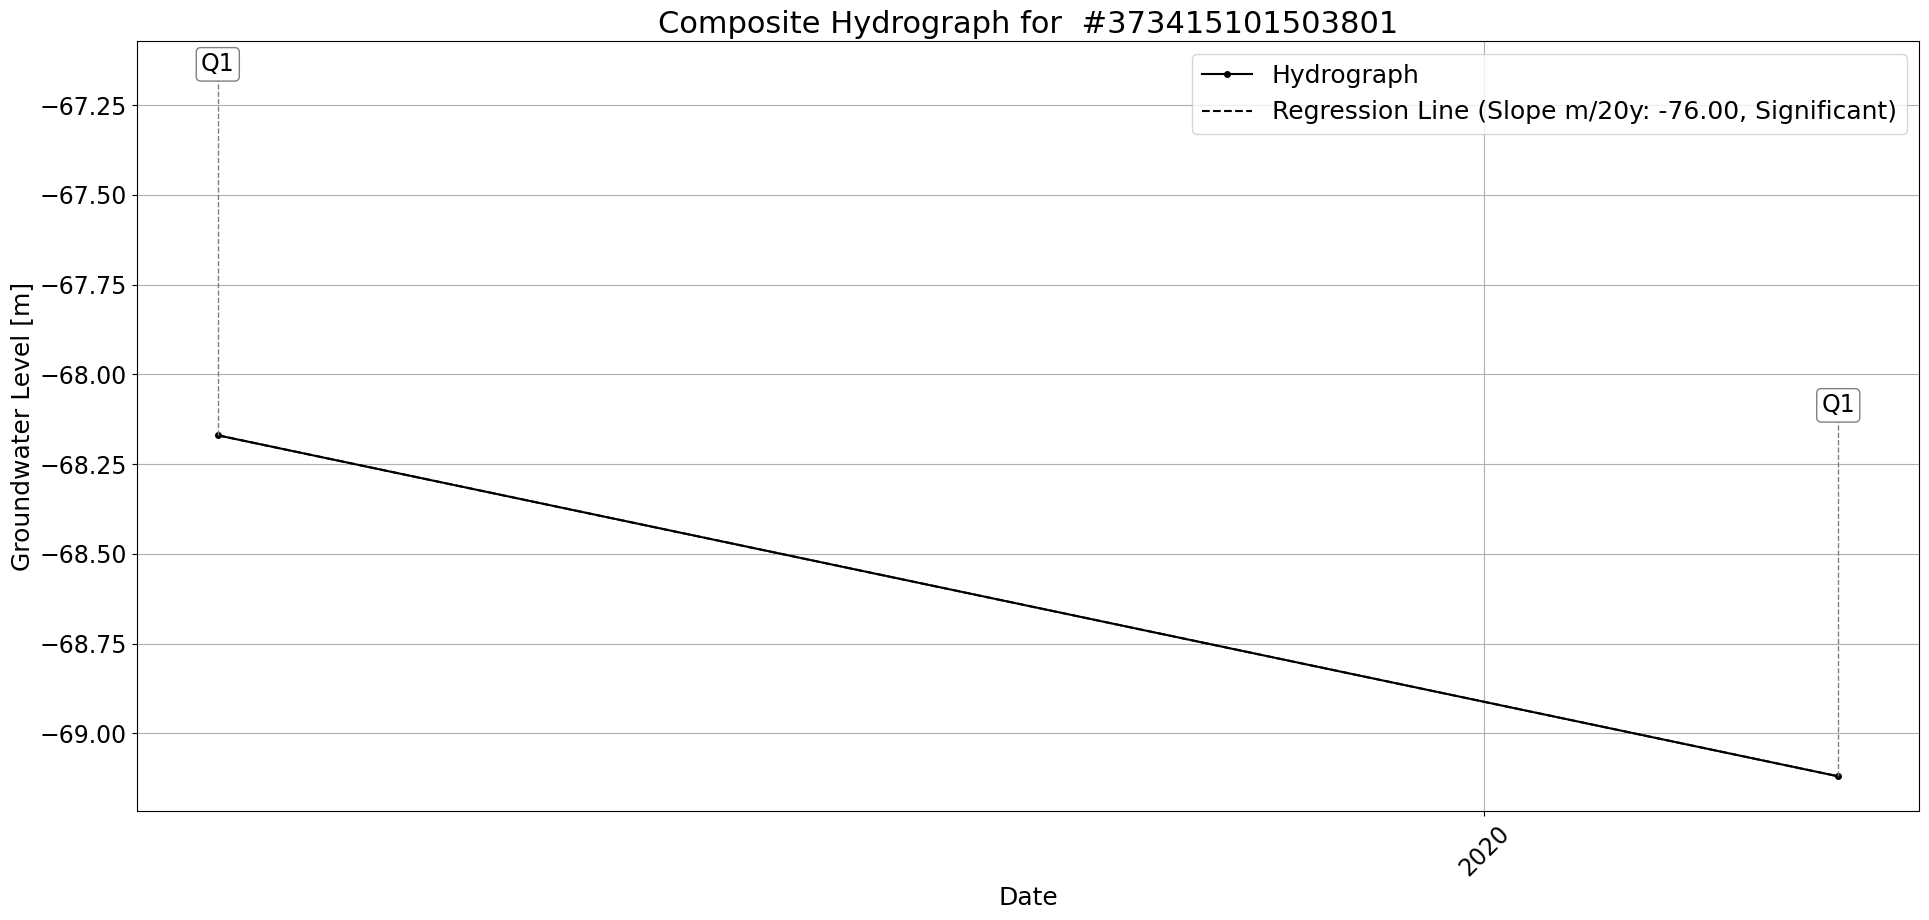 Composite Hydrograph for  #373415101503801
Q1
Hydrograph
Regression Line (Slope m/20y: -76.00, Significant)
Q1
Groundwater Level [m]
−67.25
−67.50
−67.75
−68.00
−68.25
−68.50
−68.75
−69.00
2020
Date